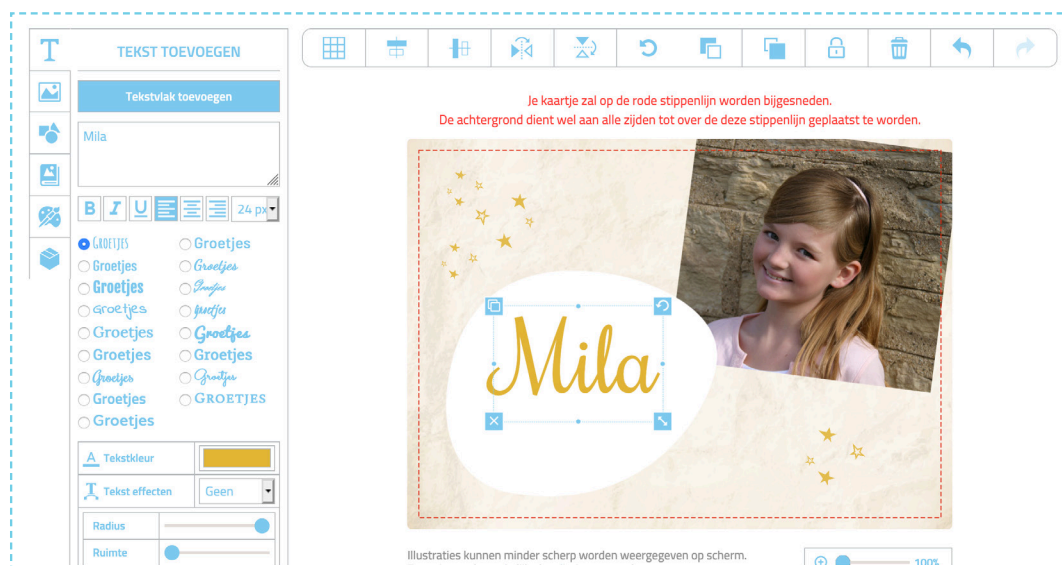 T
TEKST TOEVOEGEN
Tekstvlak toevoegen
Mila
B I U 24 px
Groetjes Groetjes
Groetjes Groetjes
Groetjes Groetjes
Groetjes Groetjes
Groetjes Groetjes
Groetjes Groetjes
Groetjes Groetjes
Groetjes GROETJES
Groetjes
A Tekstkleur
T Tekst effecten Geen
Radius
Ruimte
Je kaartje zal op de rode stippenlijn worden bijgesneden.
De achtergrond dient wel aan alle zijden tot over de deze stippenlijn geplaatst te worden.
Mila
Illustraties kunnen minder scherp worden weergegeven op scherm.
100%